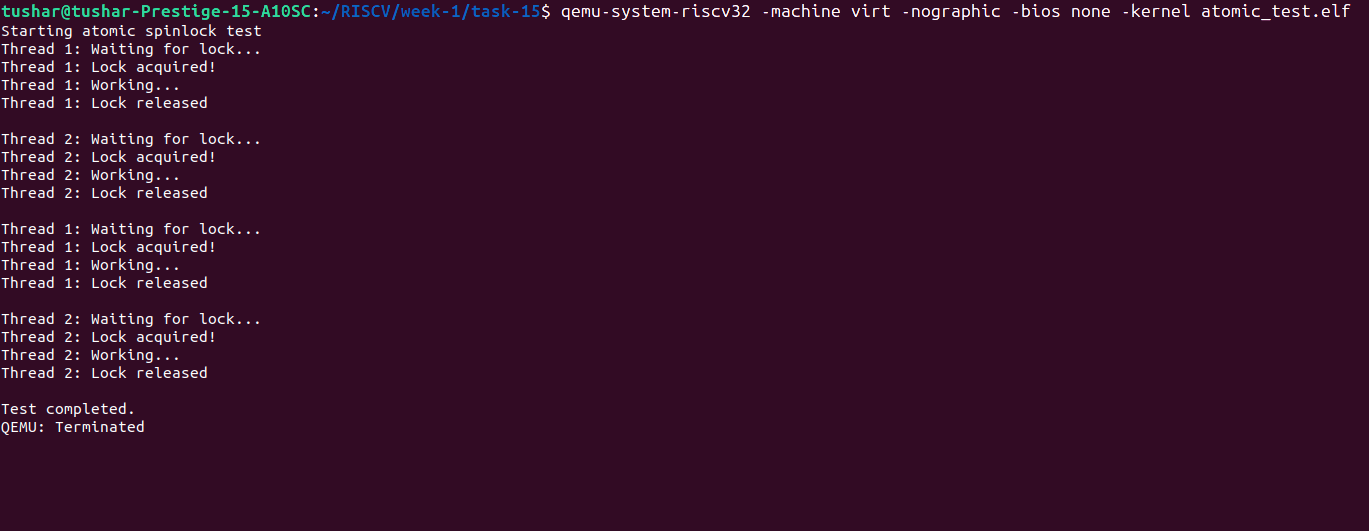 tushar@tushar-Prestige-15-A10SC:~/RISCV/week-1/task-15$ qemu-system-riscv32 -machine virt -nographic -bios none -kernel atomic_test.elf
Starting atomic spinlock test
Thread 1: Waiting for lock...
Thread 1: Lock acquired!
Thread 1: Working...
Thread 1: Lock released

Thread 2: Waiting for lock...
Thread 2: Lock acquired!
Thread 2: Working...
Thread 2: Lock released

Thread 1: Waiting for lock...
Thread 1: Lock acquired!
Thread 1: Working...
Thread 1: Lock released

Thread 2: Waiting for lock...
Thread 2: Lock acquired!
Thread 2: Working...
Thread 2: Lock released

Test completed.
QEMU: Terminated